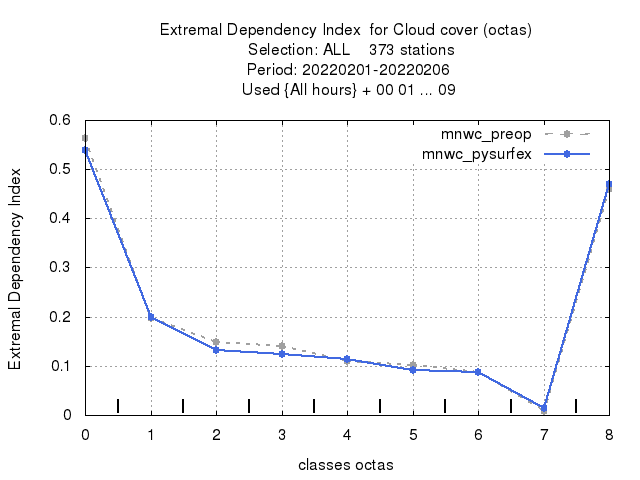 Extremal Dependency Index  for Cloud cover (octas)
Selection: ALL    373 stations
Period: 20220201-20220206
Used {All hours} + 00 01 ... 09
mnwc_preop
mnwc_pysurfex
Extremal Dependency Index
0.6
0.5
0.4
0.3
0.2
0.1
0
0 1 2 3 4 5 6 7 8
classes octas